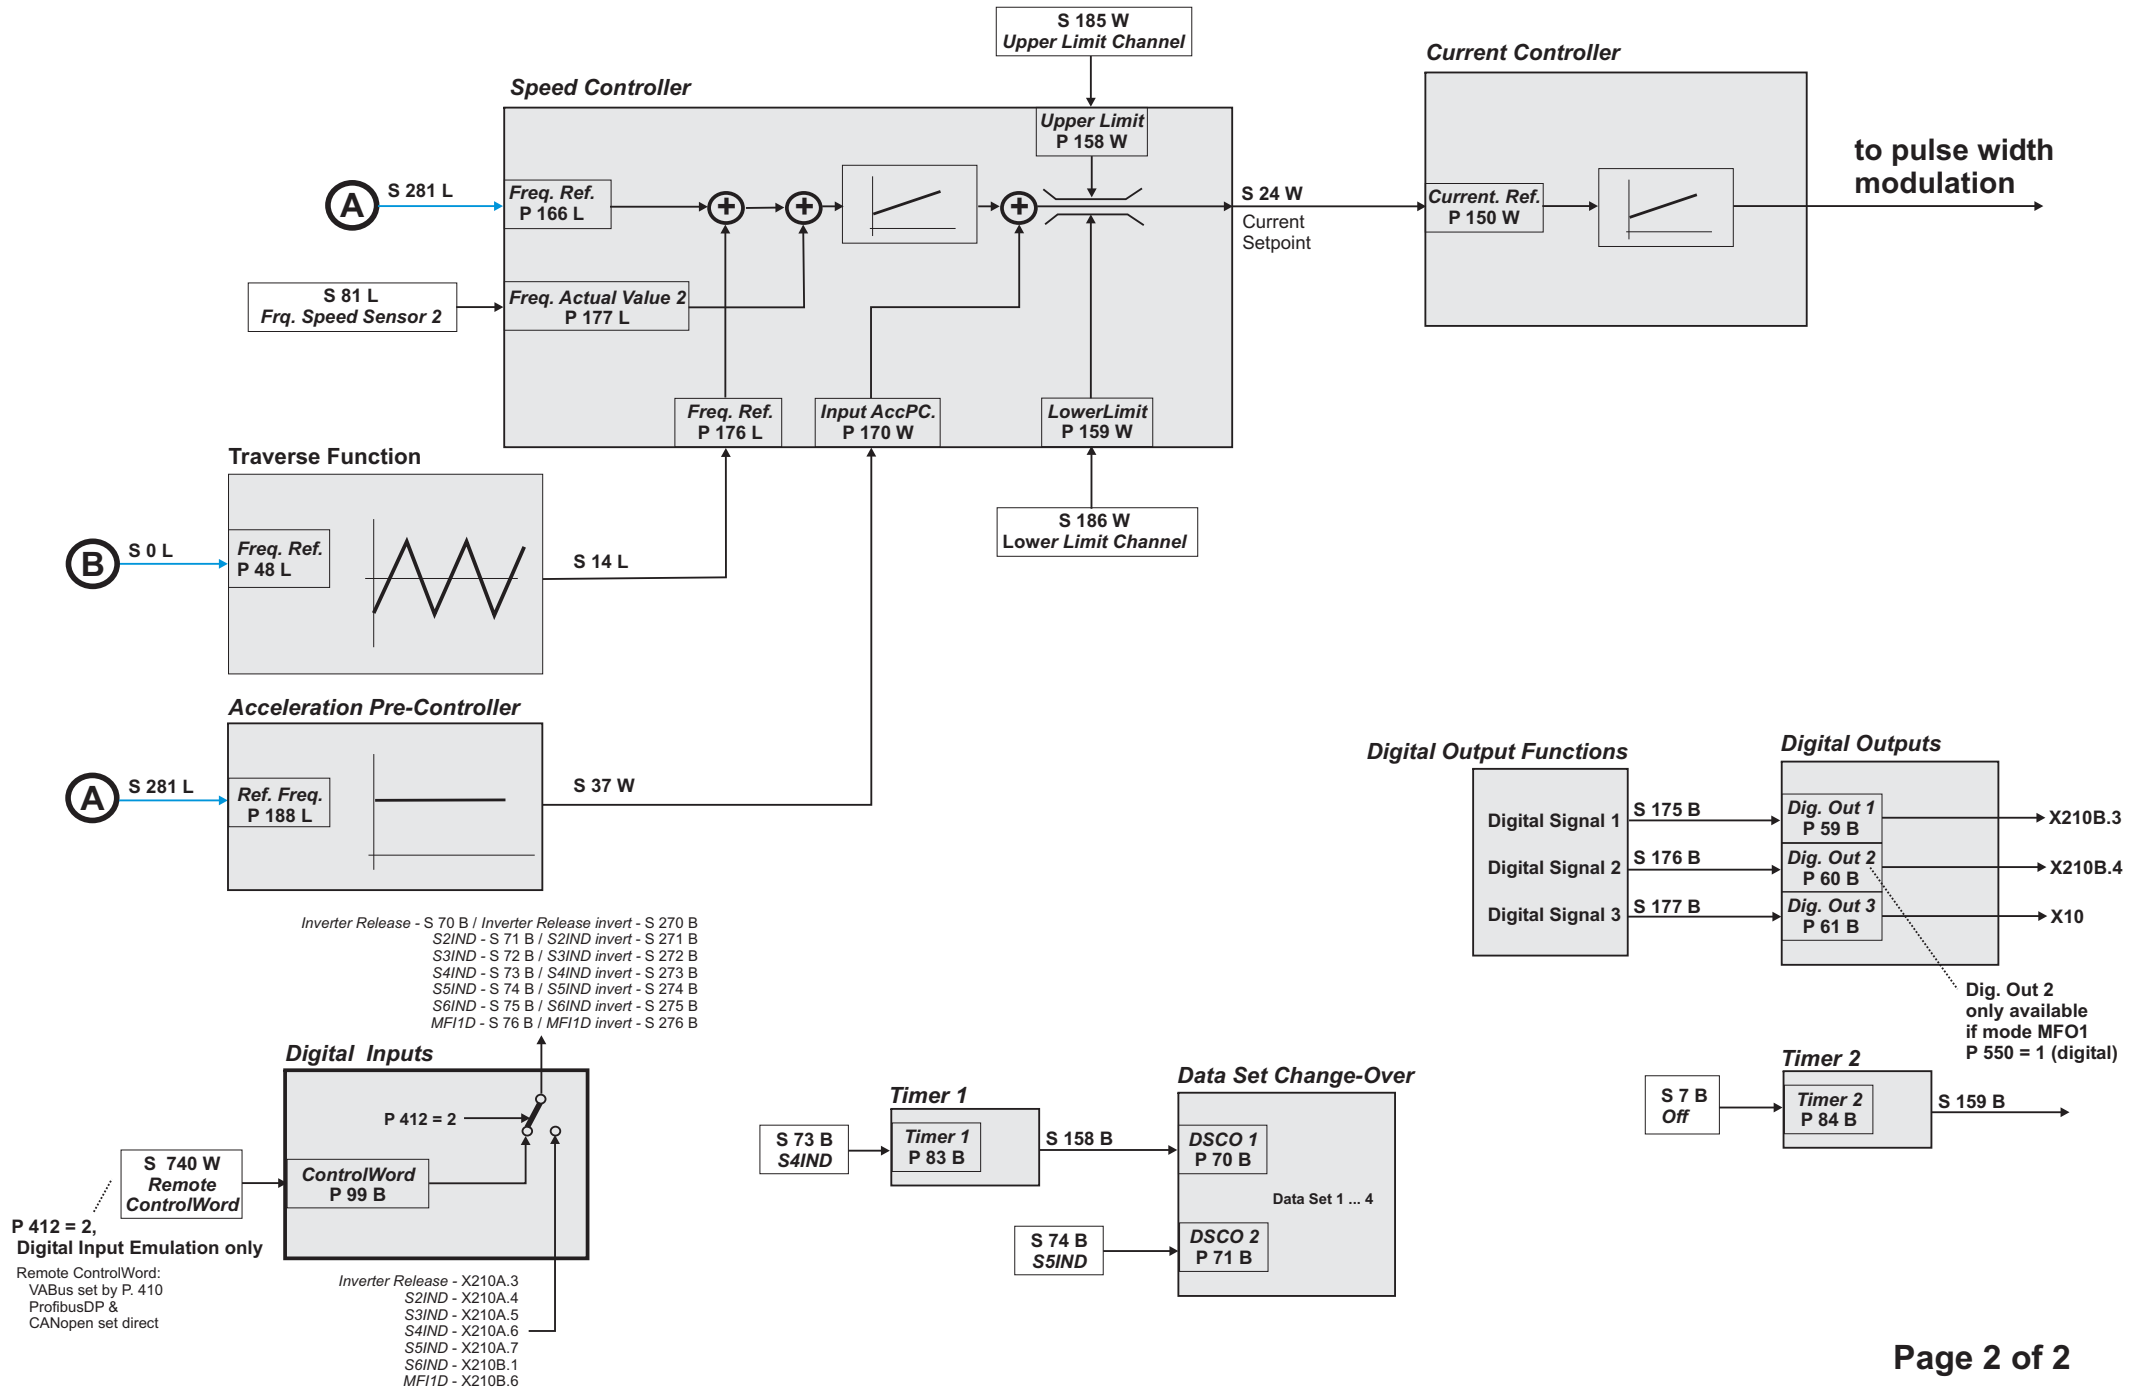 S 185 W
Upper Limit Channel
Current Controller
Speed Controller
Upper Limit
P 158 W
to pulse width
modulation
A
S 281 L
Freq. Ref.
P 166 L
+
+
+
S 24 W
Current
Setpoint
Current. Ref.
P 150 W
S 81 L
Frq. Speed Sensor 2
Freq. Actual Value 2
P 177 L
Freq. Ref.
P 176 L
Input AccPC.
P 170 W
LowerLimit
P 159 W
Traverse Function
S 186 W
Lower Limit Channel
B
S 0 L
Freq. Ref.
P 48 L
S 14 L
Acceleration Pre-Controller
A
S 281 L
Ref. Freq.
P 188 L
S 37 W
Digital Output Functions
Digital Outputs
Digital Signal 1
S 175 B
Dig. Out 1
P 59 B
X210B.3
Digital Signal 2
S 176 B
Dig. Out 2
P 60 B
X210B.4
Digital Signal 3
S 177 B
Dig. Out 3
P 61 B
X10
Dig. Out 2
only available
if mode MFO1
P 550 = 1 (digital)
Inverter Release - S 70 B / Inverter Release invert - S 270 B
S2IND - S 71 B / S2IND invert - S 271 B
S3IND - S 72 B / S3IND invert - S 272 B
S4IND - S 73 B / S4IND invert - S 273 B
S5IND - S 74 B / S5IND invert - S 274 B
S6IND - S 75 B / S6IND invert - S 275 B
MFI1D - S 76 B / MFI1D invert - S 276 B
Digital Inputs
P 412 = 2
S 740 W
Remote
ControlWord
ControlWord
P 99 B
P 412 = 2,
Digital Input Emulation only
Remote ControlWord:
VABus set by P. 410
ProfibusDP &
CANopen set direct
Inverter Release - X210A.3
S2IND - X210A.4
S3IND - X210A.5
S4IND - X210A.6
S5IND - X210A.7
S6IND - X210B.1
MFI1D - X210B.6
Timer 1
S 73 B
S4IND
Timer 1
P 83 B
S 158 B
Data Set Change-Over
DSCO 1
P 70 B
Data Set 1 ... 4
S 74 B
S5IND
DSCO 2
P 71 B
Timer 2
S 7 B
Off
Timer 2
P 84 B
S 159 B
Page 2 of 2